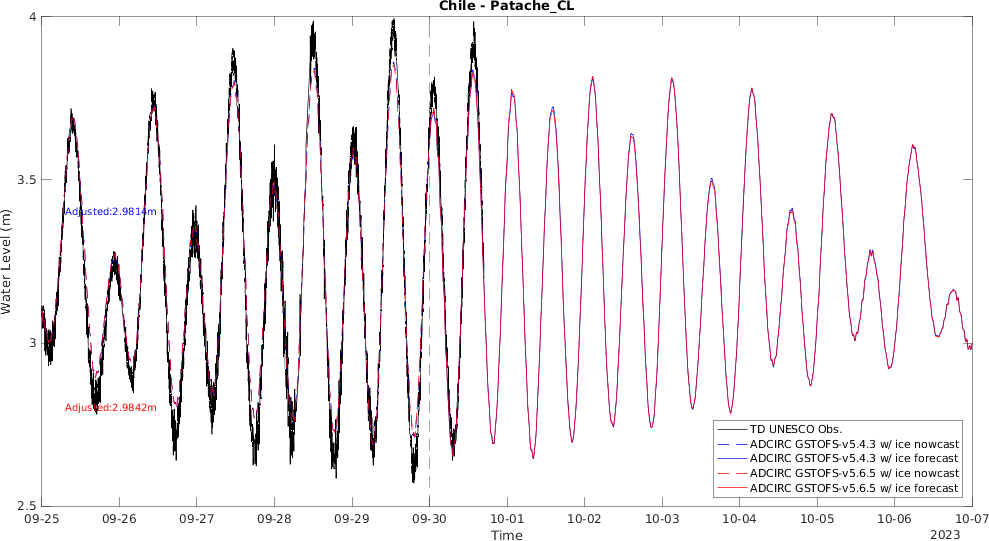 Chile - Patache_CL
4
3.5
3
2.5
Water Level (m)
Adjusted:2.9814m
Adjusted:2.9842m
TD UNESCO Obs.
ADCIRC GSTOFS-v5.4.3 w/ ice nowcast
ADCIRC GSTOFS-v5.4.3 w/ ice forecast
ADCIRC GSTOFS-v5.6.5 w/ ice nowcast
ADCIRC GSTOFS-v5.6.5 w/ ice forecast
09-25 09-26 09-27 09-28 09-29 09-30 10-01 10-02 10-03 10-04 10-05 10-06 10-07
Time
2023